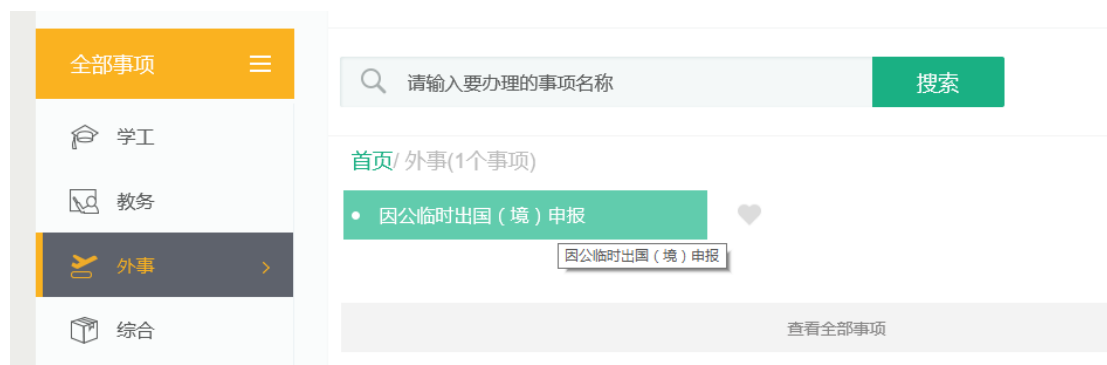 全部事项
请输入要办理的事项名称
搜索
学工
首页/ 外事(1个事项)
教务
因公临时出国（境）申报
外事
因公临时出国（境）申报
综合
查看全部事项